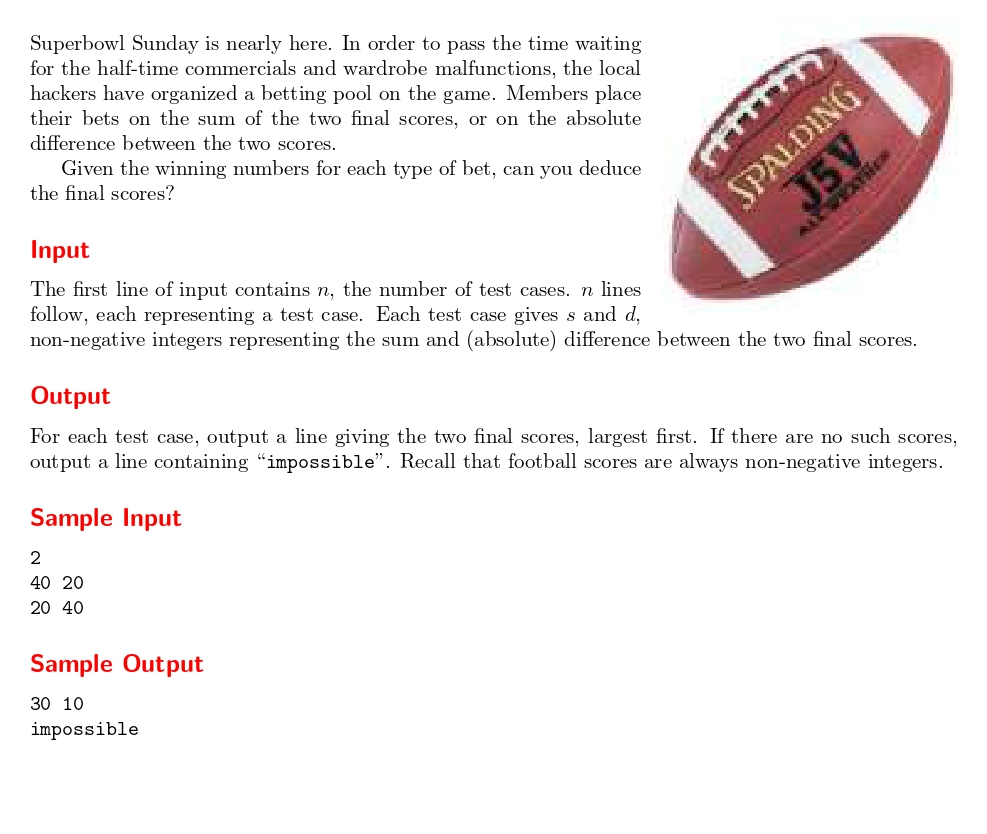 Superbowl Sunday is nearly here. In order to pass the time waiting
for the half-time commercials and wardrobe malfunctions, the local
hackers have organized a betting pool on the game. Members place
their bets on the sum of the two final scores, or on the absolute
difference between the two scores.
Given the winning numbers for each type of bet, can you deduce
the final scores?
SPALDING
J5V
ALL WEATHER
Input
The first line of input contains n, the number of test cases. n lines
follow, each representing a test case. Each test case gives s and d,
non-negative integers representing the sum and (absolute) difference between the two final scores.
Output
For each test case, output a line giving the two final scores, largest first. If there are no such scores,
output a line containing “impossible”. Recall that football scores are always non-negative integers.
Sample Input
2
40 20
20 40
Sample Output
30 10
impossible